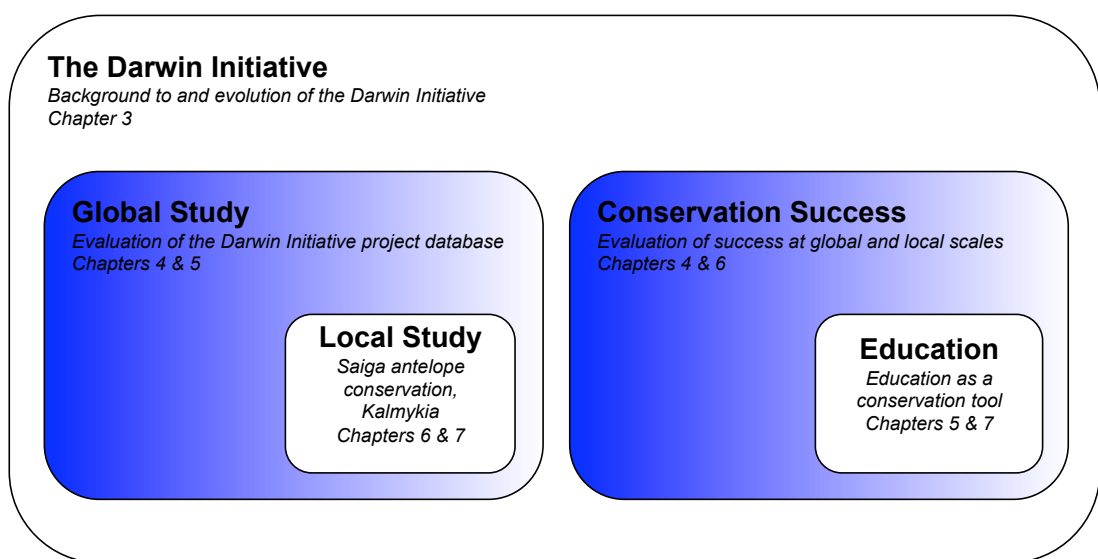 The Darwin Initiative
Background to and evolution of the Darwin Initiative
Chapter 3
Global Study
Evaluation of the Darwin Initiative project database
Chapters 4 & 5
Local Study
Saiga antelope
conservation,
Kalmykia
Chapters 6 & 7
Conservation Success
Evaluation of success at global and local scales
Chapters 4 & 6
Education
Education as a
conservation tool
Chapters 5 & 7